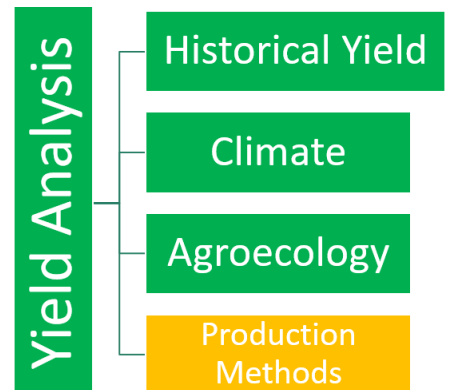 Yield Analysis
Historical Yield
Climate
Agroecology
Production
Methods